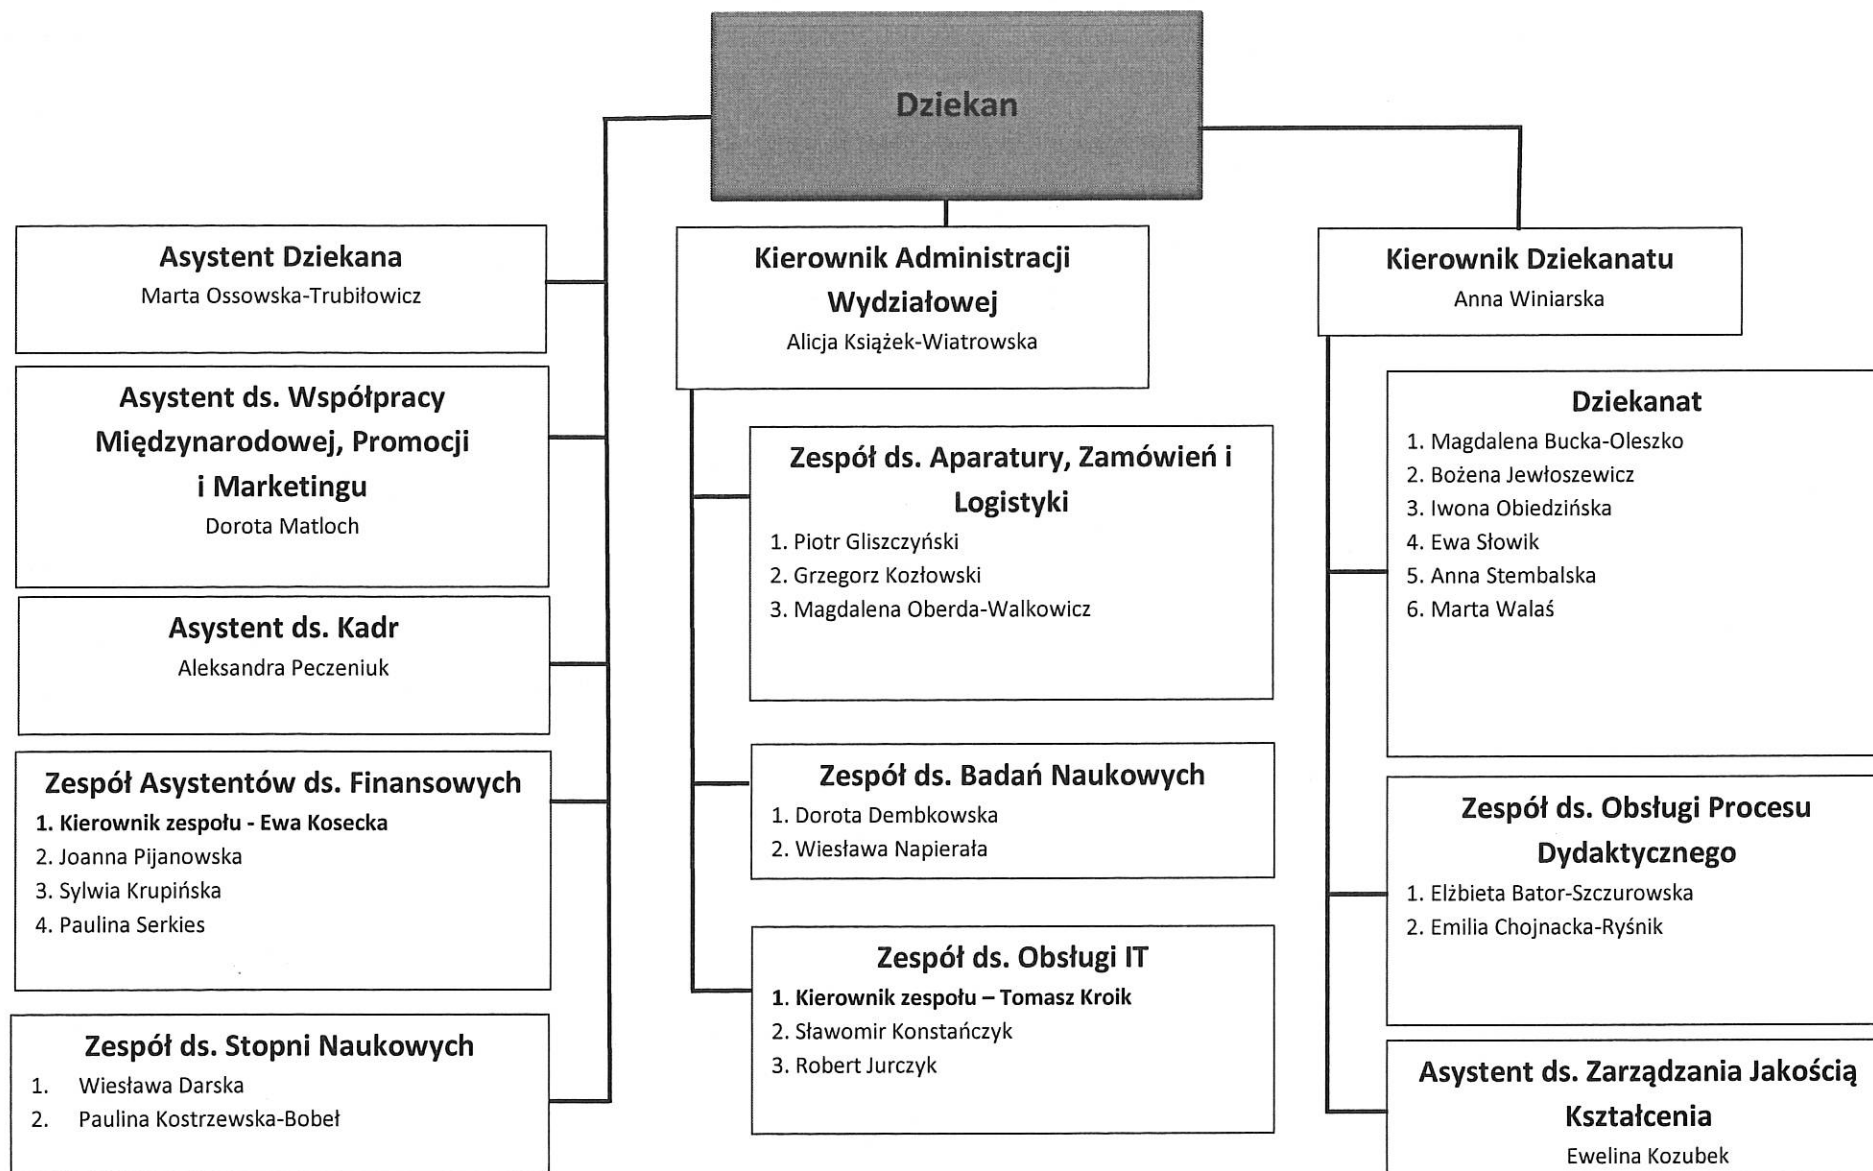 Dziekan
Asystent Dziekana
Marta Ossowska-Trubiłowicz
Asystent ds. Współpracy
Międzynarodowej, Promocji
i Marketingu
Dorota Matloch
Asystent ds. Kadr
Aleksandra Peczeniuk
Zespół Asystentów ds. Finansowych
1. Kierownik zespołu - Ewa Kosecka
2. Joanna Pijanowska
3. Sylwia Krupińska
4. Paulina Serkies
Zespół ds. Stopni Naukowych
1. Wiesława Darska
2. Paulina Kostrzewska-Bobeł
Kierownik Administracji
Wydziałowej
Alicja Książek-Wiatrowska
Zespół ds. Aparatury, Zamówień i
Logistyki
1. Piotr Gliszczyński
2. Grzegorz Kozłowski
3. Magdalena Oberda-Walkowicz
Zespół ds. Badań Naukowych
1. Dorota Dembkowska
2. Wiesława Napierała
Zespół ds. Obsługi IT
1. Kierownik zespołu – Tomasz Kroik
2. Sławomir Konstańczyk
3. Robert Jurczyk
Kierownik Dziekanatu
Anna Winiarska
Dziekanat
1. Magdalena Bucka-Oleszko
2. Bożena Jewłoszewicz
3. Iwona Obiedzińska
4. Ewa Słowik
5. Anna Stembalska
6. Marta Walaś
Zespół ds. Obsługi Procesu
Dydaktycznego
1. Elżbieta Bator-Szczurowska
2. Emilia Chojnacka-Ryśnik
Asystent ds. Zarządzania Jakością
Kształcenia
Ewelina Kozubek